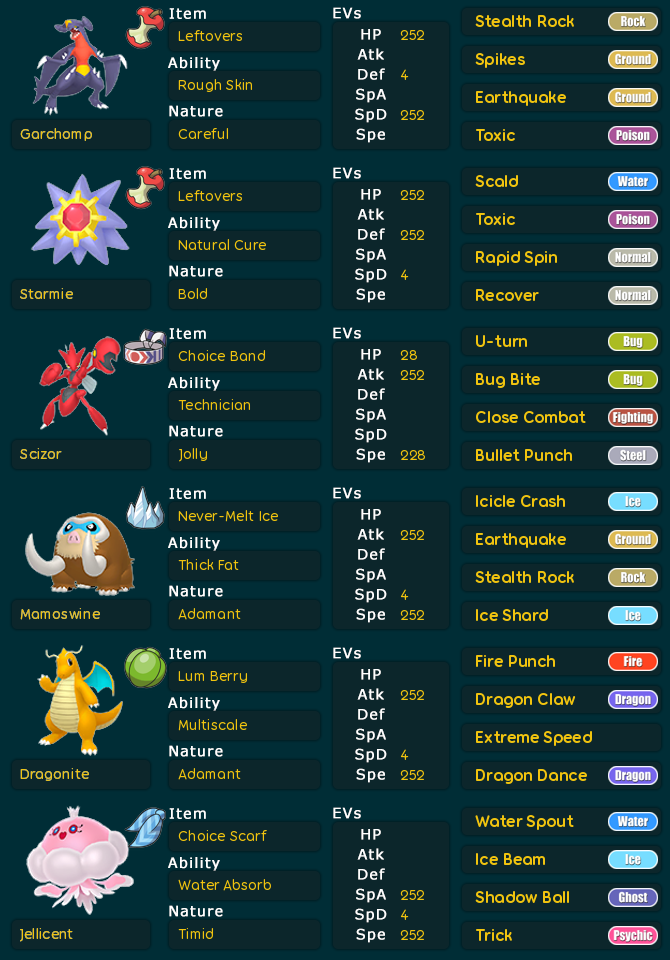 Item
Leftovers
Ability
Rough Skin
Nature
Careful
Garchomp
EVs
HP 252
Atk
Def 4
SpA
SpD 252
Spe
Stealth Rock Rock
Spikes Ground
Earthquake Ground
Toxic Poison
Item
Leftovers
Ability
Natural Cure
Nature
Bold
Starmie
EVs
HP 252
Atk
Def 252
SpA
SpD 4
Spe
Scald Water
Toxic Poison
Rapid Spin Normal
Recover Normal
Item
Choice Band
Ability
Technician
Nature
Jolly
Scizor
EVs
HP 28
Atk 252
Def
SpA
SpD
Spe 228
U-turn Bug
Bug Bite Bug
Close Combat Fighting
Bullet Punch Steel
Item
Never-Melt Ice
Ability
Thick Fat
Nature
Adamant
Mamoswine
EVs
HP
Atk 252
Def
SpA
SpD 4
Spe 252
Icicle Crash Ice
Earthquake Ground
Stealth Rock Rock
Ice Shard Ice
Item
Lum Berry
Ability
Multiscale
Nature
Adamant
Dragonite
EVs
HP
Atk 252
Def
SpA
SpD 4
Spe 252
Fire Punch Fire
Dragon Claw Dragon
Extreme Speed
Dragon Dance Dragon
Item
Choice Scarf
Ability
Water Absorb
Nature
Timid
Jellicent
EVs
HP
Atk
Def
SpA 252
SpD 4
Spe 252
Water Spout Water
Ice Beam Ice
Shadow Ball Ghost
Trick Psychic